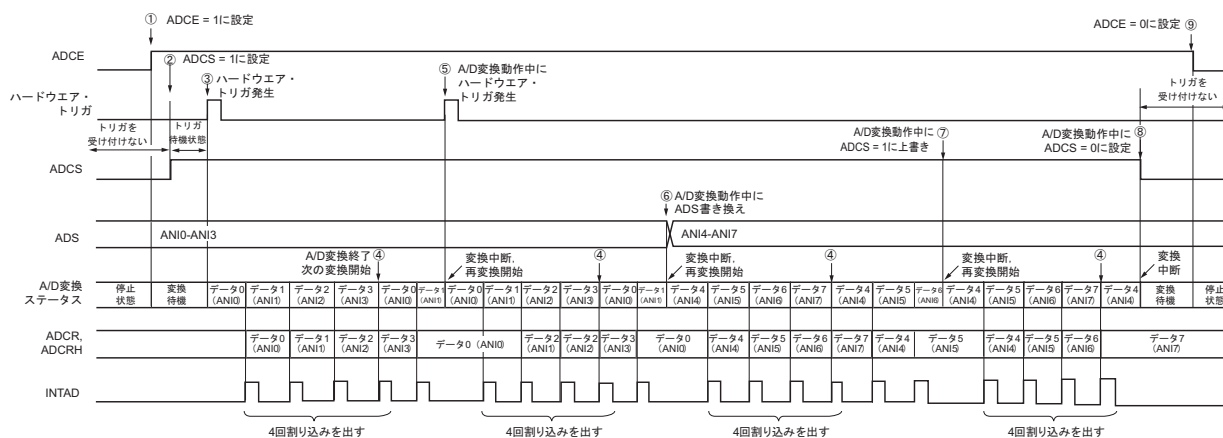 ① ADCE = 1に設定
ADCE = 0に設定 ⑨
ADCE
② ADCS = 1に設定
③ ハードウエア・
トリガ発生
⑤ A/D変換動作中に
ハードウエア・
トリガ発生
ハードウエア・
トリガ
トリガを
受け付けない
トリガ
待機状態
トリガを
受け付けない
A/D変換動作中に ⑦
ADCS = 1に上書き
A/D変換動作中に ⑧
ADCS = 0に設定
ADCS
⑥ A/D変換動作中に
ADS書き換え
ADS
ANI0-ANI3
ANI4-ANI7
A/D変換終了 ④
次の変換開始
変換中断,
再変換開始
④
変換中断,
再変換開始
④
変換中断,
再変換開始
④
変換
中断
A/D変換
ステータス
停止
状態
変換
待機
データ0 データ1 データ2 データ3 データ0 データ1 データ0 データ1 データ2 データ3 データ0 データ1 データ4 データ5 データ6 データ7 データ4 データ5 データ6 データ4 データ5 データ6 データ7 データ4
(ANI0) (ANI1) (ANI2) (ANI3) (ANI0) (ANI1) (ANI0) (ANI1) (ANI2) (ANI3) (ANI0) (ANI1) (ANI4) (ANI5) (ANI6) (ANI7) (ANI4) (ANI5) (ANI6) (ANI4) (ANI5) (ANI6) (ANI7) (ANI4)
変換
待機
停止
状態
ADCR,
ADCRH
データ0 データ1 データ2 データ3 データ0 (ANI0) データ2 データ2 データ3 データ0 データ4 データ5 データ6 データ7 データ4 データ5 データ4 データ5 データ6 データ7
(ANI0) (ANI1) (ANI2) (ANI3) (ANI1) (ANI2) (ANI3) (ANI0) (ANI4) (ANI5) (ANI6) (ANI7) (ANI4) (ANI5) (ANI4) (ANI5) (ANI6) (ANI7)
INTAD
4回割り込みを出す
4回割り込みを出す
4回割り込みを出す
4回割り込みを出す